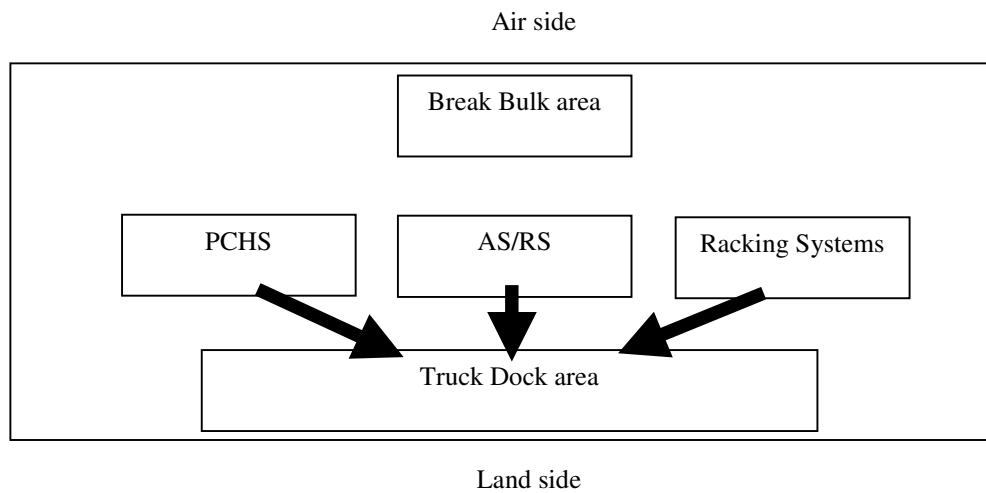 Air side
Break Bulk area
PCHS
AS/RS
Racking Systems
Truck Dock area
Land side